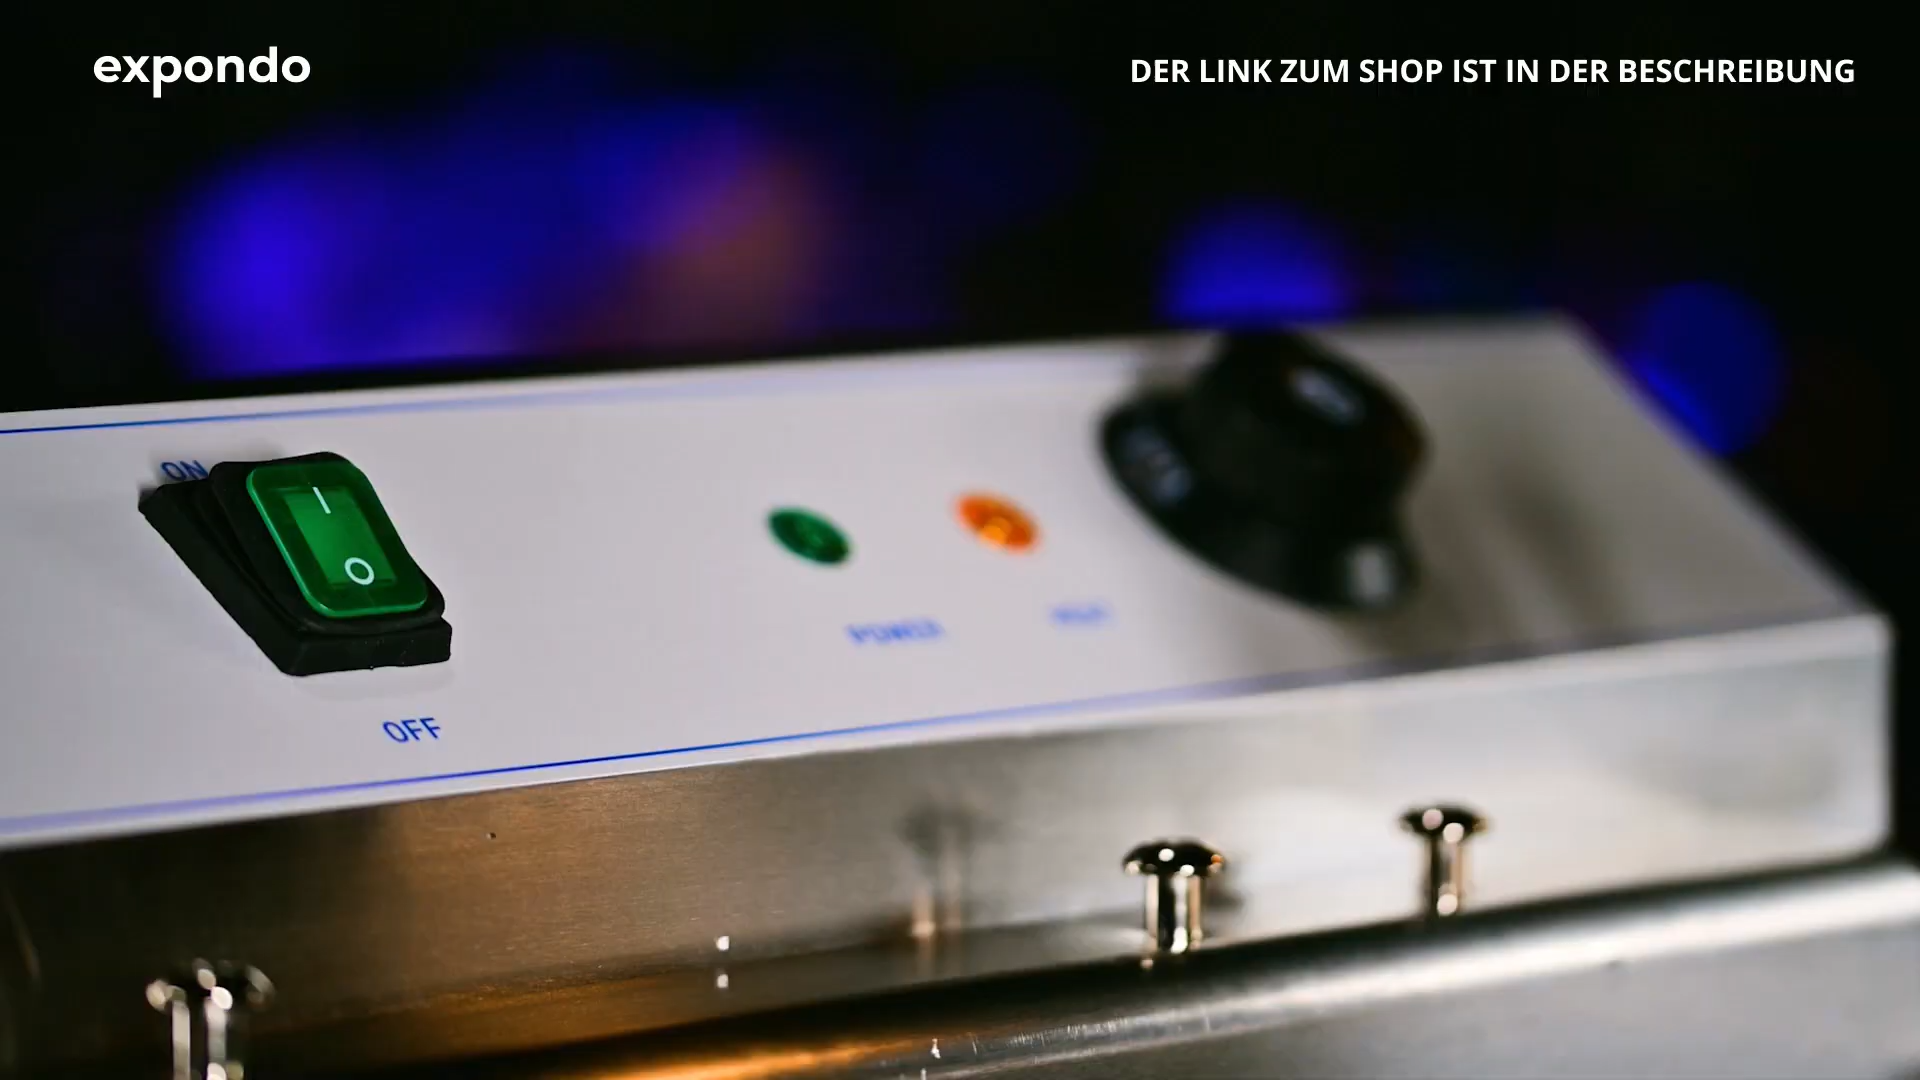 expondo
DER LINK ZUM SHOP IST IN DER BESCHREIBUNG
ON
OFF
POWER